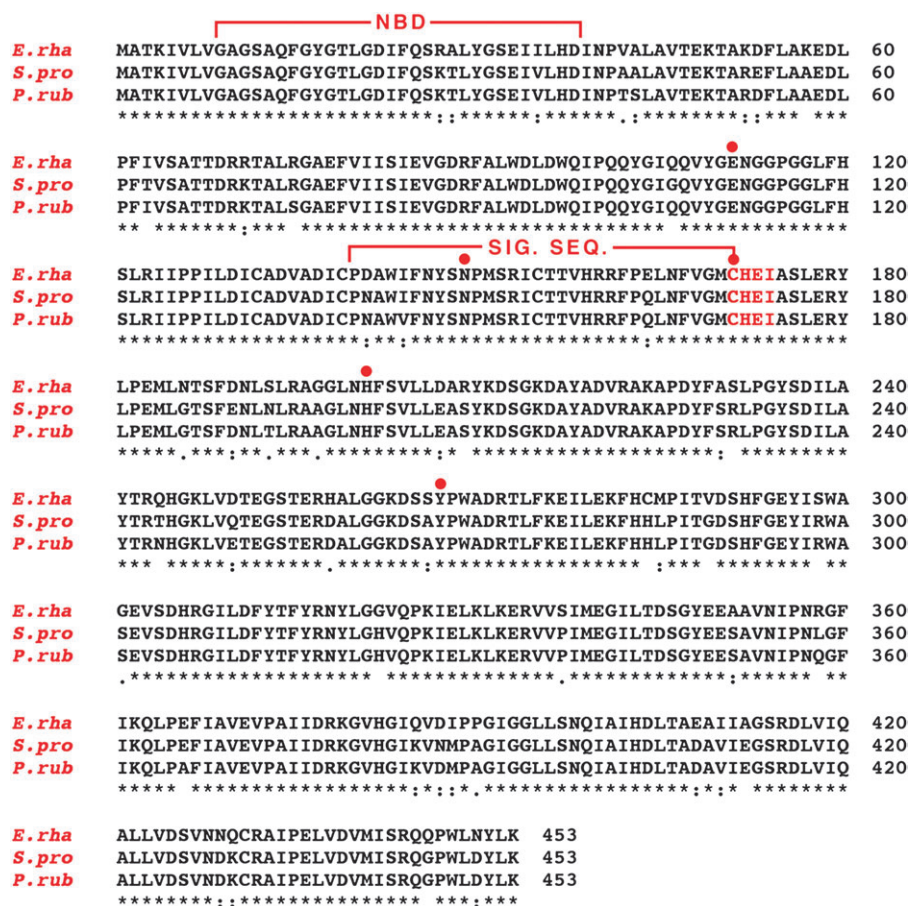 NBD
E.rha MATKIVLVGAGSAQFGYGTLGDIFQSRALYGSEIILHDINPVALAVTEKTAKDFLAKEDL 60
S.pro MATKIVLVGAGSAQFGYGTLGDIFQSKTLYGSEIVLHDINPAALAVTEKTAREFLAAEDL 60
P.rub MATKIVLVGAGSAQFGYGTLGDIFQSKTLYGSEIVLHDINPTSLAVTEKTARDFLAAEDL 60
**************************::******:******.:********::*** ***
E.rha PFIVSATTDRRTALRGAEFVIISIEVGDRFALWDLDWQIPQQYGIQQVYGENGGPGGLFH 120
S.pro PFTVSATTDRKTALRGAEFVIISIEVGDRFALWDLDWQIPQQYGIGQVYGENGGPGGLFH 120
P.rub PFIVSATTDRKTALSGAEFVIISIEVGDRFALWDLDWQIPQQYGIQQVYGENGGPGGLFH 120
** *******:*** ****************************** **************
SIG. SEQ.
E.rha SLRIIPPILDICADVADICPDAWIFNYSNPMSRICTTVHRRFPELNFVGMCHEIASLERY 180
S.pro SLRIIPPILDICADVADICPNAWIFNYSNPMSRICTTVHRRFPQLNFVGMCHEIASLERY 180
P.rub SLRIIPPILDICADVADICPNAWVFNYSNPMSRICTTVHRRFPQLNFVGMCHEIASLERY 180
********************:**:*******************:****************
E.rha LPEMLNTSFDNLSLRAGGLNHFSVLLDARYKDSGKDAYADVRAKAPDYFASLPGYSDILA 240
S.pro LPEMLGTSFENLNLRAAGLNHFSVLLEASYKDSGKDAYADVRAKAPDYFSRLPGYSDILA 240
P.rub LPEMLGTSFDNLTLRAAGLNHFSVLLEASYKDSGKDAYADVRAKAPDYFSRLPGYSDILA 240
*****.***:**.***.*********:* ********************: *********
E.rha YTRQHGKLVDTEGSTERHALGGKDSSYPWADRTLFKEILEKFHCMPITVDSHFGEYISWA 300
S.pro YTRTHGKLVQTEGSTERDALGGKDSAYPWADRTLFKEILEKFHHLPITGDSHFGEYIRWA 300
P.rub YTRNHGKLVETEGSTERDALGGKDSAYPWADRTLFKEILEKFHHLPITGDSHFGEYIRWA 300
*** *****:*******.*******:***************** :*** ******** **
E.rha GEVSDHRGILDFYTFYRNYLGGVQPKIELKLKERVVSIMEGILTDSGYEEAAVNIPNRGF 360
S.pro SEVSDHRGILDFYTFYRNYLGHVQPKIELKLKERVVPIMEGILTDSGYEESAVNIPNLGF 360
P.rub SEVSDHRGILDFYTFYRNYLGHVQPKIELKLKERVVPIMEGILTDSGYEESAVNIPNQGF 360
.******************** **************.*************:****** **
E.rha IKQLPEFIAVEVPAIIDRKGVHGIQVDIPPGIGGLLSNQIAIHDLTAEAIIAGSRDLVIQ 420
S.pro IKQLPEFIAVEVPAIIDRKGVHGIKVNMPAGIGGLLSNQIAIHDLTADAVIEGSRDLVIQ 420
P.rub IKQLPAFIAVEVPAIIDRKGVHGIKVDMPAGIGGLLSNQIAIHDLTADAVIEGSRDLVIQ 420
***** ******************:*::*.*****************:*:* ********
E.rha ALLVDSVNNQCRAIPELVDVMISRQQPWLNYLK 453
S.pro ALLVDSVNDKCRAIPELVDVMISRQGPWLDYLK 453
P.rub ALLVDSVNDKCRAIPELVDVMISRQGPWLDYLK 453
********::*************** ***:***